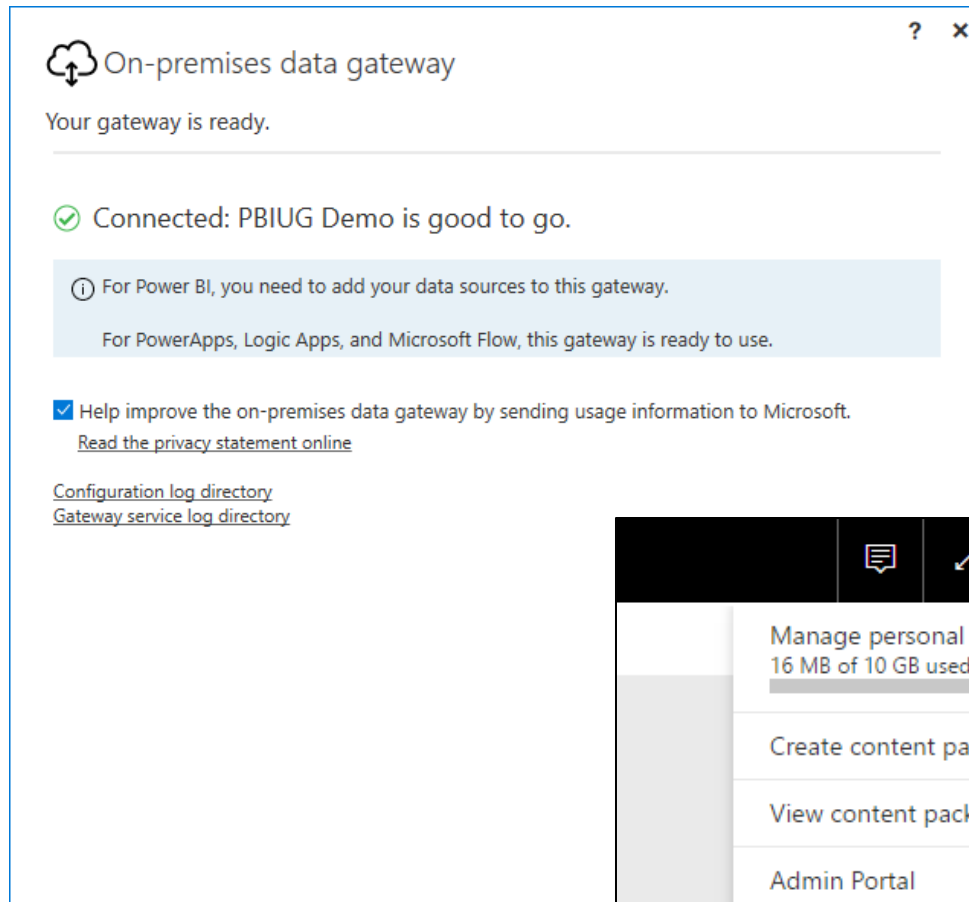 ?
On-premises data gateway
Your gateway is ready.
Connected: PBIUG Demo is good to go.
For Power BI, you need to add your data sources to this gateway.
For PowerApps, Logic Apps, and Microsoft Flow, this gateway is ready to use.
Help improve the on-premises data gateway by sending usage information to Microsoft.
Read the privacy statement online
Configuration log directory
Gateway service log directory
Manage personal
16 MB of 10 GB used
Create content pa
View content pack
Admin Portal